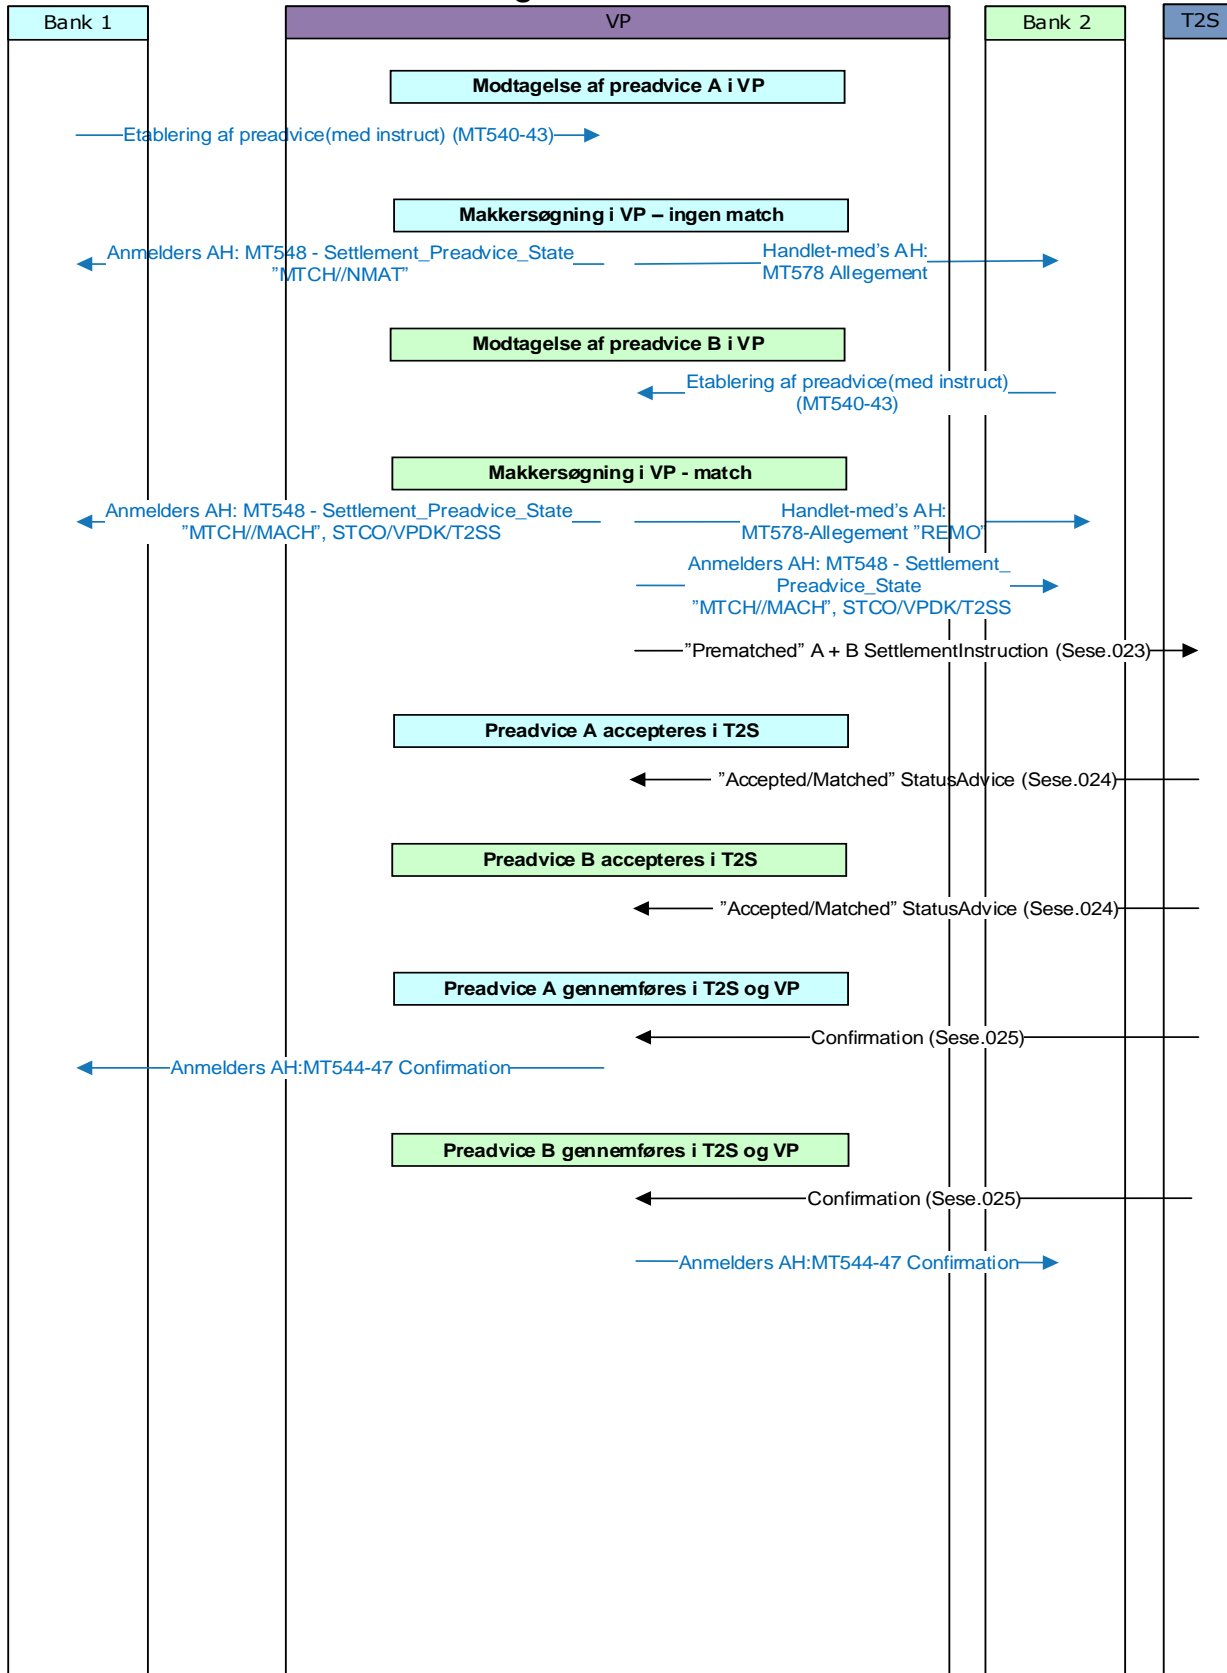 Bank 1
VP
Bank 2
T2S
Modtagelse af preadvice A i VP
Etablering af preadvice(med instruct) (MT540-43)
Makkersøgning i VP – ingen match
Anmelders AH: MT548 - Settlement_Preadvice_State
”MTCH//NMAT”
Handlet-med’s AH:
MT578 Allegement
Modtagelse af preadvice B i VP
Etablering af preadvice(med instruct)
(MT540-43)
Makkersøgning i VP - match
Anmelders AH: MT548 - Settlement_Preadvice_State
”MTCH//MACH”, STCO/VPDK/T2SS
Handlet-med’s AH:
MT578-Allegement ”REMO”
Anmelders AH: MT548 - Settlement_
Preadvice_State
”MTCH//MACH”, STCO/VPDK/T2SS
”Prematched” A + B SettlementInstruction (Sese.023)
Preadvice A accepteres i T2S
”Accepted/Matched” StatusAdvice (Sese.024)
Preadvice B accepteres i T2S
”Accepted/Matched” StatusAdvice (Sese.024)
Preadvice A gennemføres i T2S og VP
Confirmation (Sese.025)
Anmelders AH:MT544-47 Confirmation
Preadvice B gennemføres i T2S og VP
Confirmation (Sese.025)
Anmelders AH:MT544-47 Confirmation